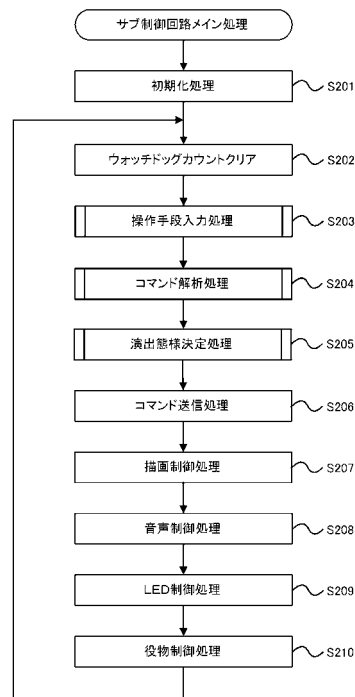 サブ制御回路メイン処理
初期化処理
S201
ウォッチドッグカウントクリア
S202
操作手段入力処理
S203
コマンド解析処理
S204
演出態様決定処理
S205
コマンド送信処理
S206
描画制御処理
S207
音声制御処理
S208
LED制御処理
S209
役物制御処理
S210